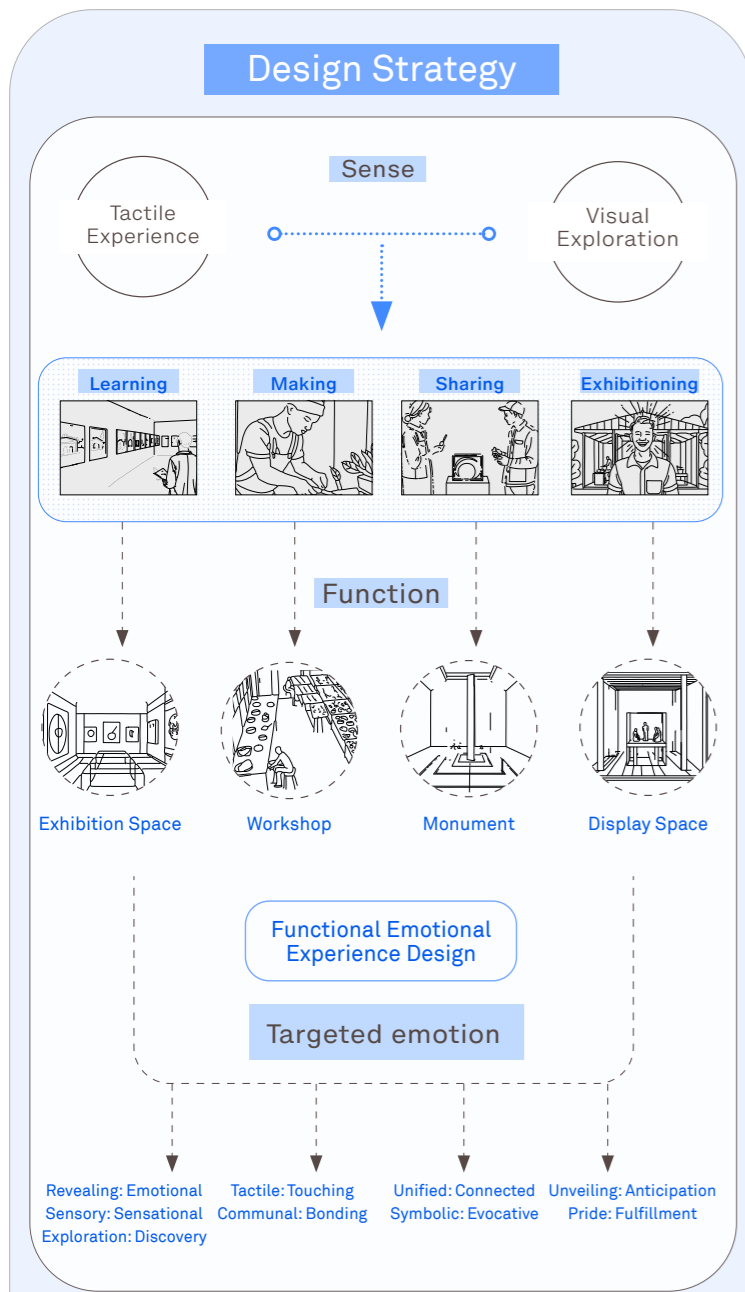 Design Strategy
Sense
Tactile
Experience
Visual
Exploration
Learning
Making
Sharing
Exhibitioning
Function
Exhibition Space
Workshop
Monument
Display Space
Functional Emotional
Experience Design
Targeted emotion
Revealing: Emotional
Sensory: Sensational
Exploration: Discovery
Tactile: Touching
Communal: Bonding
Unified: Connected
Symbolic: Evocative
Unveiling: Anticipation
Pride: Fulfillment